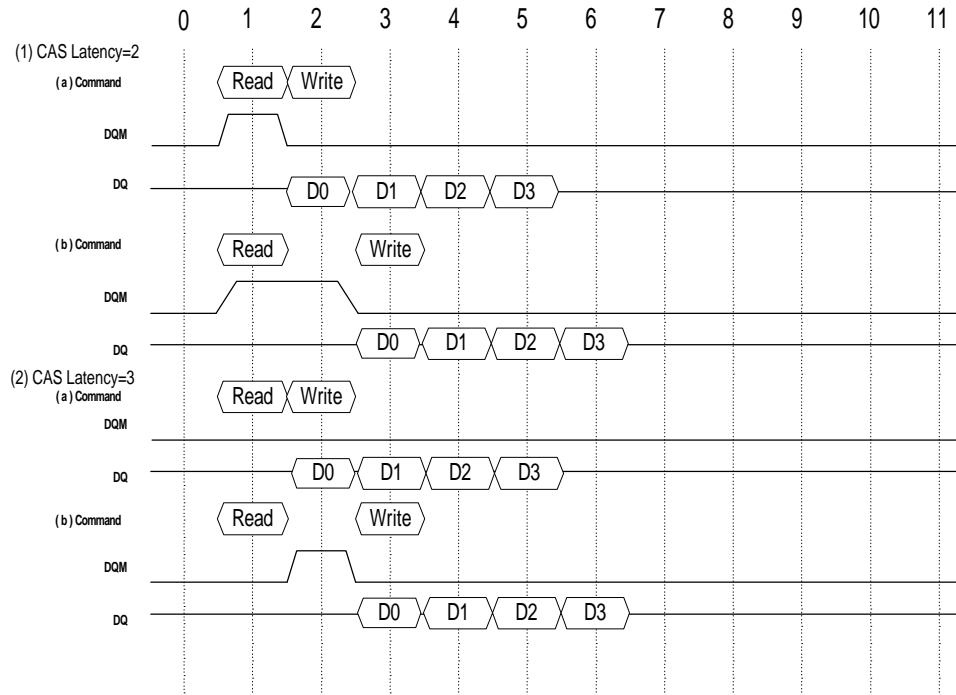 0 1 2 3 4 5 6 7 8 9 10 11
(1) CAS Latency=2
( a ) Command Read Write
DQM
DQ D0 D1 D2 D3
( b ) Command Read Write
DQM
DQ D0 D1 D2 D3
(2) CAS Latency=3
( a ) Command Read Write
DQM
DQ D0 D1 D2 D3
( b ) Command Read Write
DQM
DQ D0 D1 D2 D3